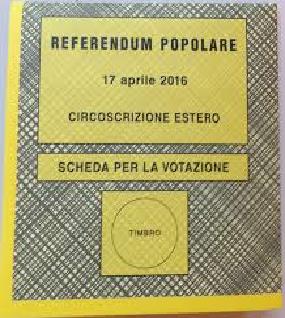 REFERENDUM POPOLARE
17 aprile 2016
CIRCOSCRIZIONE ESTERO
SCHEDA PER LA VOTAZIONE
TIMBRO